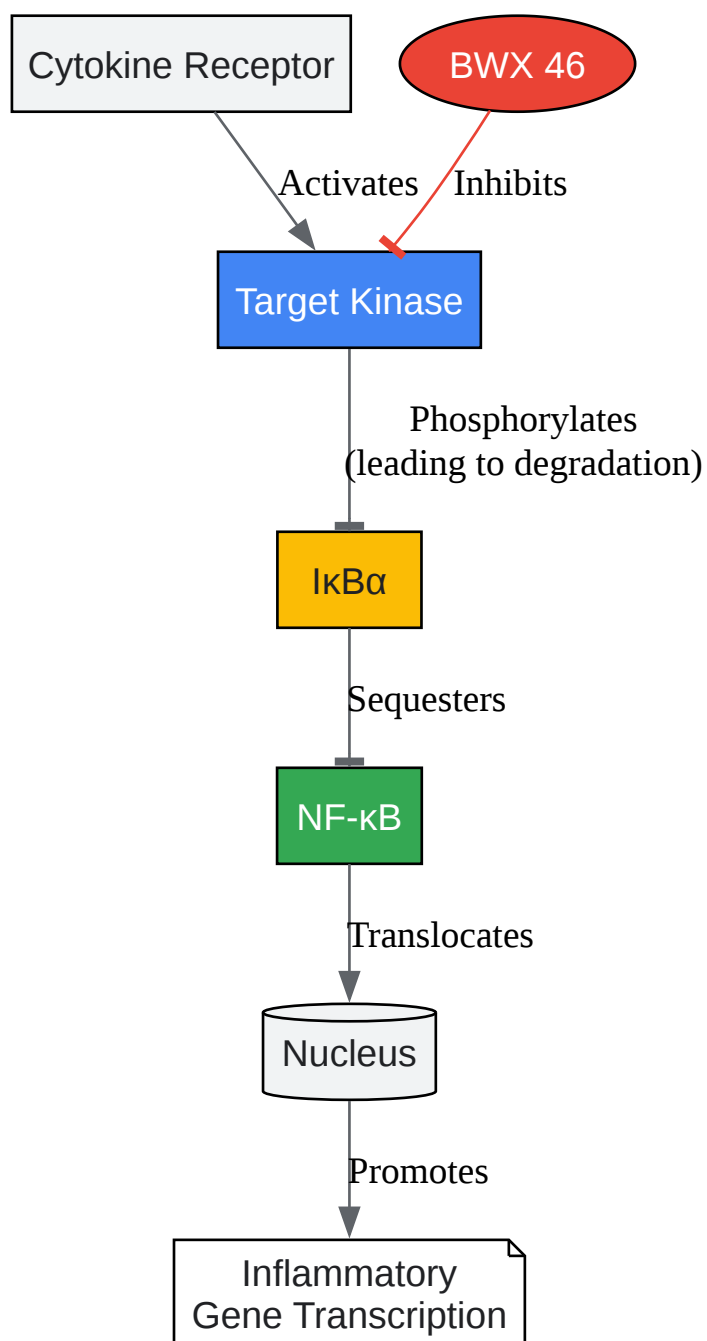 Cytokine Receptor
BWX 46
Activates
Inhibits
Target Kinase
Phosphorylates
(leading to degradation)
IκBα
Sequesters
NF-κB
Translocates
Nucleus
Promotes
Inflammatory
Gene Transcription